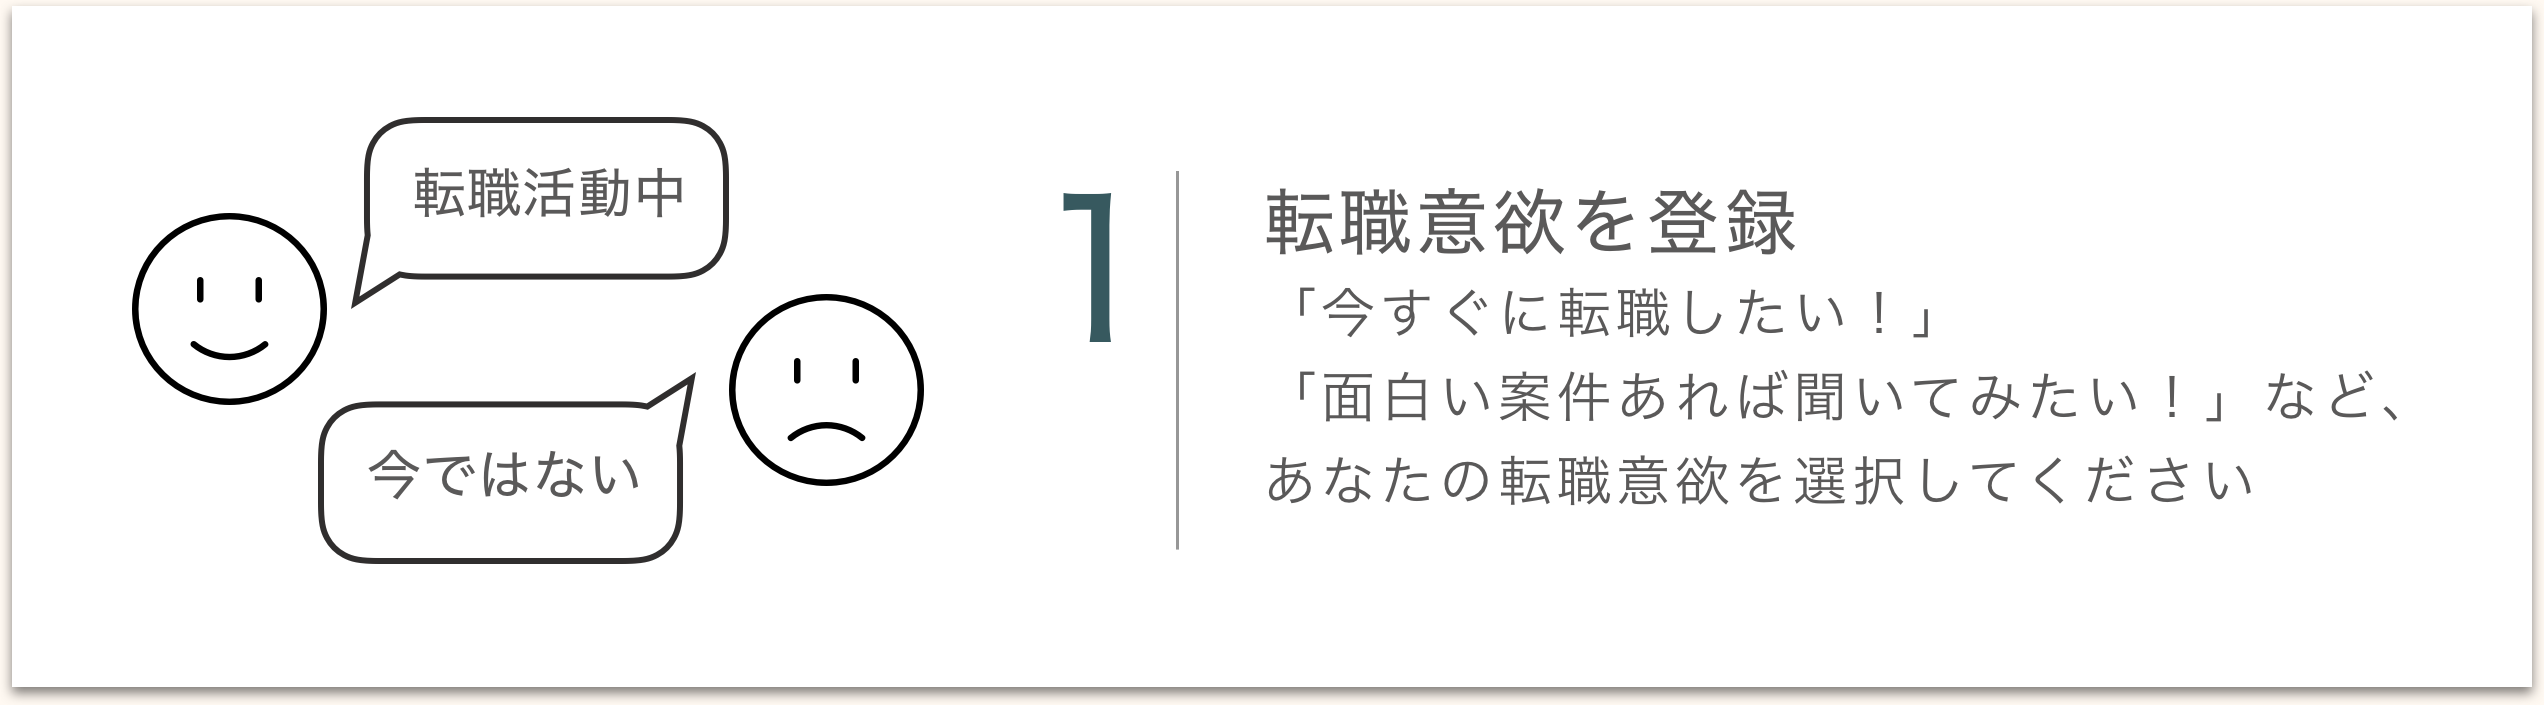 転職活動中
今ではない
1
転職意欲を登録
「今すぐに転職したい！」
「面白い案件あれば聞いてみたい！」など、
あなたの転職意欲を選択してください